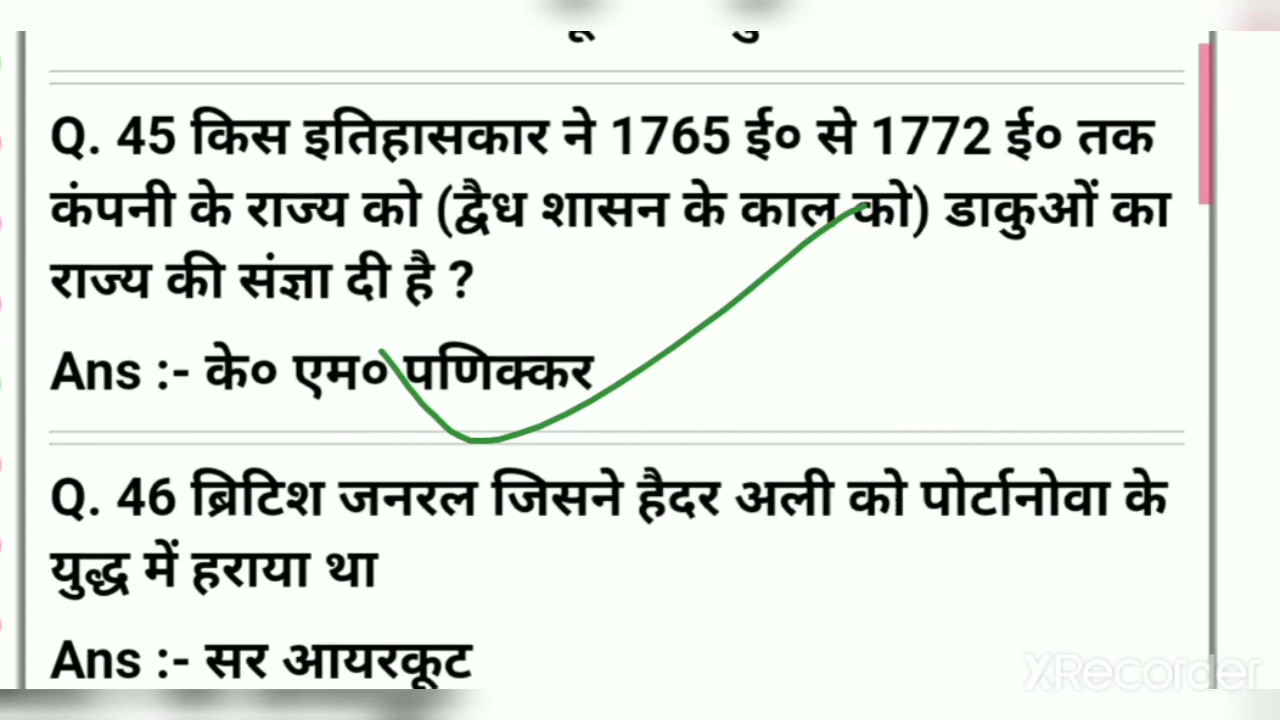 Q. 45 किस इतिहासकार ने 1765 ई० से 1772 ई० तक
कंपनी के राज्य को (द्वैध शासन के काल को) डाकुओं का
राज्य की संज्ञा दी है ?
Ans :- के० एम० पणिक्कर
Q. 46 ब्रिटिश जनरल जिसने हैदर अली को पोर्टानोवा के
युद्ध में हराया था
Ans :- सर आयरकूट
XRecorder